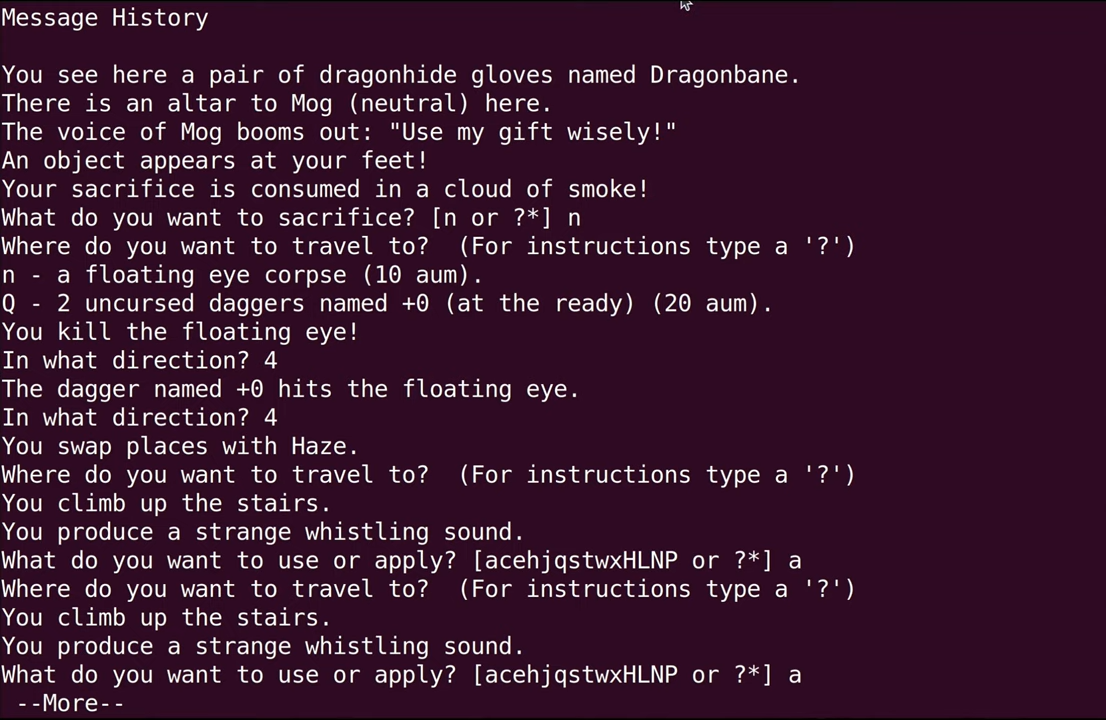 Message History
You see here a pair of dragonhide gloves named Dragonbane.
There is an altar to Mog (neutral) here.
The voice of Mog booms out: "Use my gift wisely!"
An object appears at your feet!
Your sacrifice is consumed in a cloud of smoke!
What do you want to sacrifice? [n or ?*] n
Where do you want to travel to?  (For instructions type a '?')
n - a floating eye corpse (10 aum).
Q - 2 uncursed daggers named +0 (at the ready) (20 aum).
You kill the floating eye!
In what direction? 4
The dagger named +0 hits the floating eye.
In what direction? 4
You swap places with Haze.
Where do you want to travel to?  (For instructions type a '?')
You climb up the stairs.
You produce a strange whistling sound.
What do you want to use or apply? [acehjqstwxHLNP or ?*] a
Where do you want to travel to?  (For instructions type a '?')
You climb up the stairs.
You produce a strange whistling sound.
What do you want to use or apply? [acehjqstwxHLNP or ?*] a
--More--